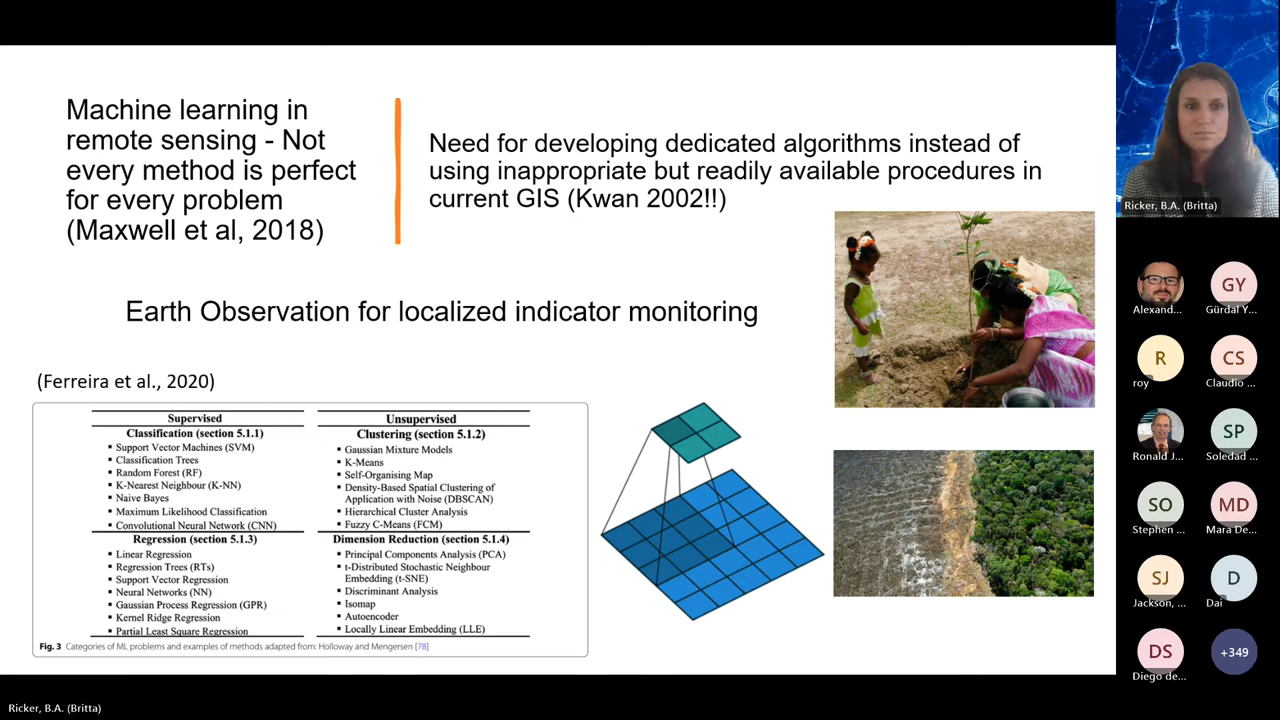 Machine learning in
remote sensing - Not
every method is perfect
for every problem
(Maxwell et al, 2018)
Need for developing dedicated algorithms instead of
using inappropriate but readily available procedures in
current GIS (Kwan 2002!!)
Earth Observation for localized indicator monitoring
(Ferreira et al., 2020)
Supervised
Classification (section 5.1.1)
▪ Support Vector Machines (SVM)
▪ Classification Trees
▪ Random Forest (RF)
▪ K-Nearest Neighbour (K-NN)
▪ Naive Bayes
▪ Maximum Likelihood Classification
▪ Convolutional Neural Network (CNN)
Regression (section 5.1.3)
▪ Linear Regression
▪ Regression Trees (RTs)
▪ Support Vector Regression
▪ Neural Networks (NN)
▪ Gaussian Process Regression (GPR)
▪ Kernel Ridge Regression
▪ Partial Least Square Regression
Unsupervised
Clustering (section 5.1.2)
▪ Gaussian Mixture Models
▪ K-Means
▪ Self-Organising Map
▪ Density-Based Spatial Clustering of
Application with Noise (DBSCAN)
▪ Hierarchical Cluster Analysis
▪ Fuzzy C-Means (FCM)
Dimension Reduction (section 5.1.4)
▪ Principal Components Analysis (PCA)
▪ t-Distributed Stochastic Neighbour
Embedding (t-SNE)
▪ Discriminant Analysis
▪ Isomap
▪ Autoencoder
▪ Locally Linear Embedding (LLE)
Fig. 3 Categories of ML problems and examples of methods adapted from: Holloway and Mengersen [78]
Ricker, B.A. (Britta)
Alexand...
GY
Gürdal Y...
R
roy
CS
Claudio ...
Ronald J...
SP
Soledad ...
SO
Stephen ...
MD
Mara De...
SJ
Jackson, ...
D
Dai
DS
Diego de...
+349
Ricker, B.A. (Britta)